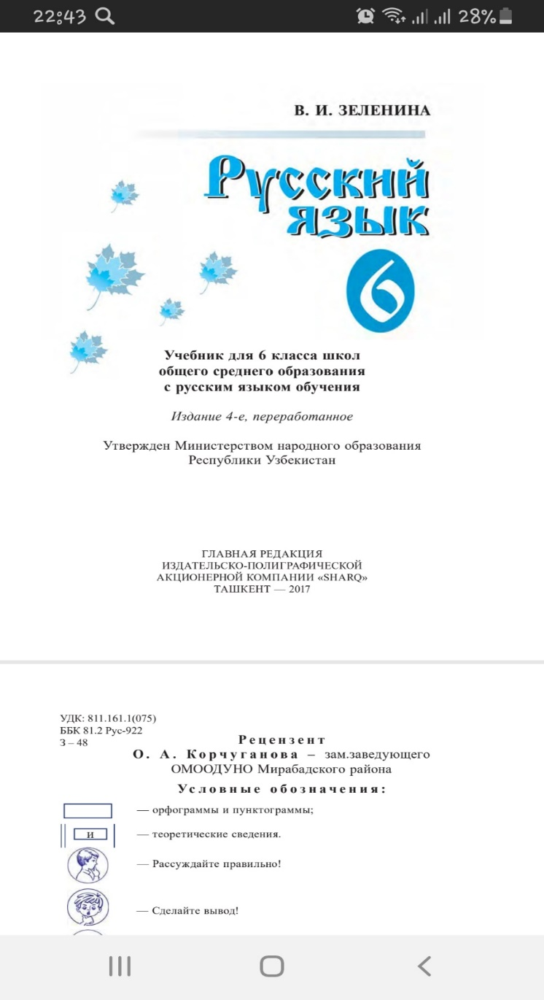 22:43
28%
В. И. ЗЕЛЕНИНА
Русский
язык
6
Учебник для 6 класса школ
общего среднего образования
с русским языком обучения
Издание 4-е, переработанное
Утвержден Министерством народного образования
Республики Узбекистан
ГЛАВНАЯ РЕДАКЦИЯ
ИЗДАТЕЛЬСКО-ПОЛИГРАФИЧЕСКОЙ
АКЦИОНЕРНОЙ КОМПАНИИ «SHARQ»
ТАШКЕНТ — 2017
УДК: 811.161.1(075)
ББК 81.2 Рус-922
З – 48
Рецензент
О. А. Корчуганова – зам.заведующего
ОМООДУНО Мирабадского района
Условные обозначения:
— орфограммы и пунктограммы;
и — теоретические сведения.
— Рассуждайте правильно!
— Сделайте вывод!